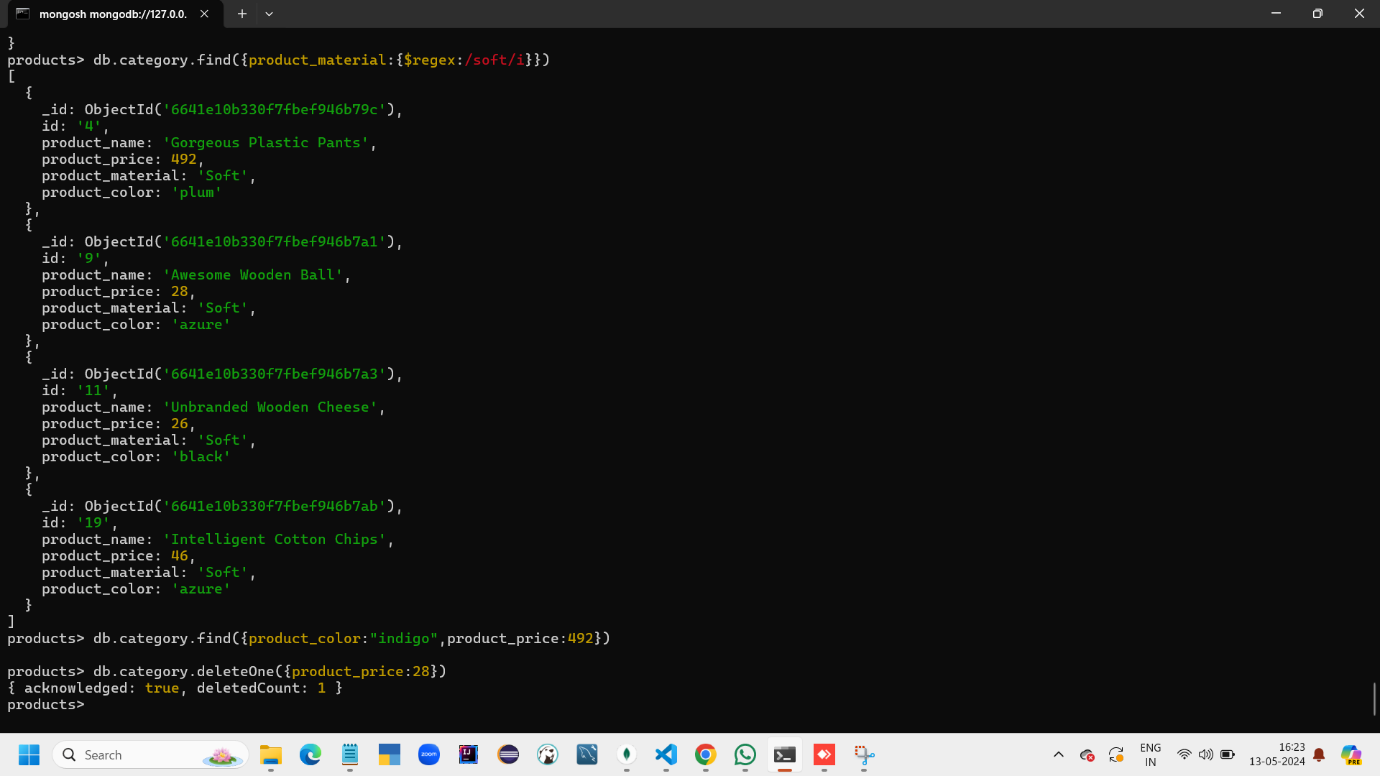 mongosh mongodb://127.0.0.
}
products> db.category.find({product_material:{$regex:/soft/i}})
[
  {
    _id: ObjectId('6641e10b330f7fbef946b79c'),
    id: '4',
    product_name: 'Gorgeous Plastic Pants',
    product_price: 492,
    product_material: 'Soft',
    product_color: 'plum'
  },
  {
    _id: ObjectId('6641e10b330f7fbef946b7a1'),
    id: '9',
    product_name: 'Awesome Wooden Ball',
    product_price: 28,
    product_material: 'Soft',
    product_color: 'azure'
  },
  {
    _id: ObjectId('6641e10b330f7fbef946b7a3'),
    id: '11',
    product_name: 'Unbranded Wooden Cheese',
    product_price: 26,
    product_material: 'Soft',
    product_color: 'black'
  },
  {
    _id: ObjectId('6641e10b330f7fbef946b7ab'),
    id: '19',
    product_name: 'Intelligent Cotton Chips',
    product_price: 46,
    product_material: 'Soft',
    product_color: 'azure'
  }
]
products> db.category.find({product_color:"indigo",product_price:492})
products> db.category.deleteOne({product_price:28})
{ acknowledged: true, deletedCount: 1 }
products>
Search
zoom
IJ
ENG
IN
16:23
13-05-2024
PRE